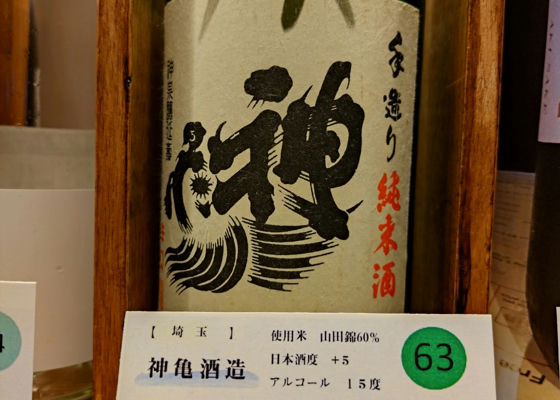 手造り純米酒
神
【 埼 玉 】
神亀酒造
使用米 山田錦60%
日本酒度 +5
アルコール 15度
63
4